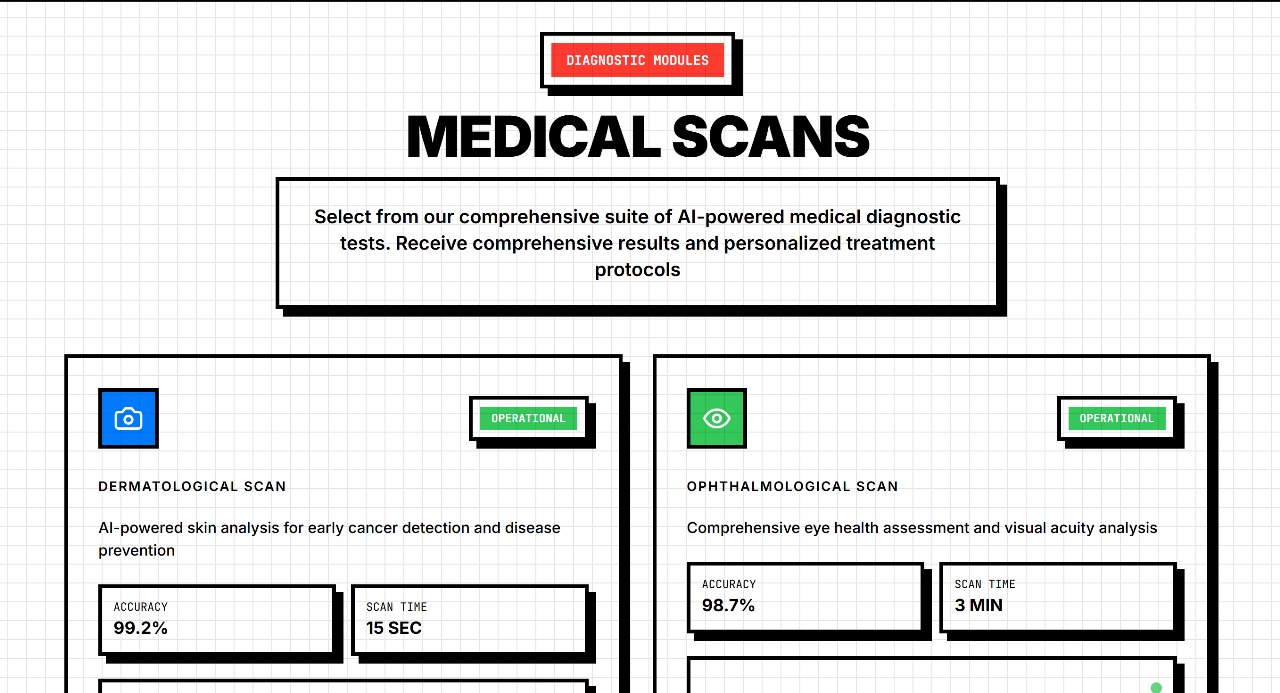 DIAGNOSTIC MODULES
MEDICAL SCANS
Select from our comprehensive suite of AI-powered medical diagnostic
tests. Receive comprehensive results and personalized treatment
protocols
OPERATIONAL
DERMATOLOGICAL SCAN
AI-powered skin analysis for early cancer detection and disease
prevention
ACCURACY
99.2%
SCAN TIME
15 SEC
OPERATIONAL
OPHTHALMOLOGICAL SCAN
Comprehensive eye health assessment and visual acuity analysis
ACCURACY
98.7%
SCAN TIME
3 MIN